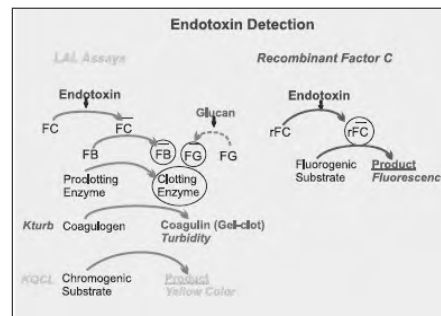 Endotoxin Detection
LAL Assays
Recombinant Factor C
Endotoxin
Glucan
Endotoxin
FC
FC
rFC
rFC
FB
FB
FG
FG
Proclotting
Enzyme
Clotting
Enzyme
Fluorogenic
Substrate
Product
Fluorescence
Kturb
Coagulogen
Coagulin (Gel-clot)
Turbidity
KQCL
Chromogenic
Substrate
Product
Yellow Color